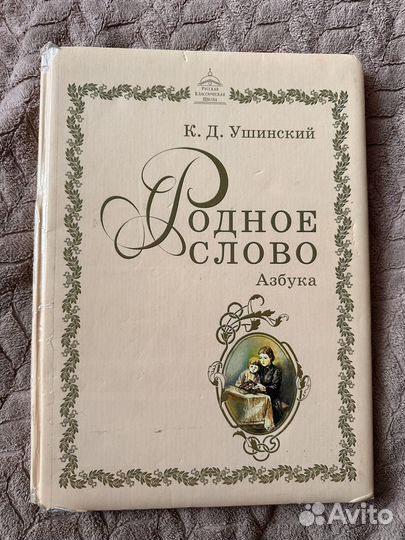 Русская
Классическая
Школа
К. Д. Ушинский
Родное
слово
Азбука
Avito